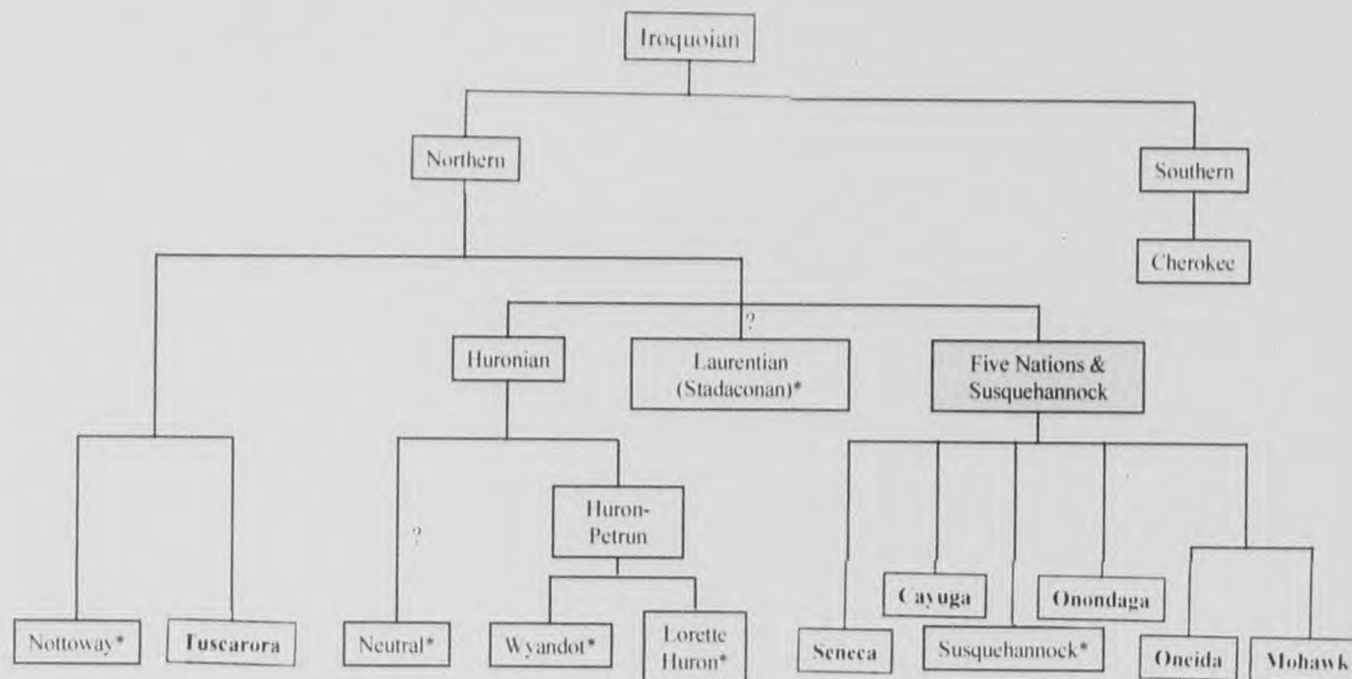 Iroquoian
Northern
Southern
Cherokee
?
Huronian
Laurentian
(Stadaconan)*
Five Nations &
Susquehannock
?
Huron-
Petrun
Cayuga
Onondaga
Nottoway*
Tuscarora
Neutral*
Wyandot*
Lorette
Huron*
Seneca
Susquehannock*
Oneida
Mohawk